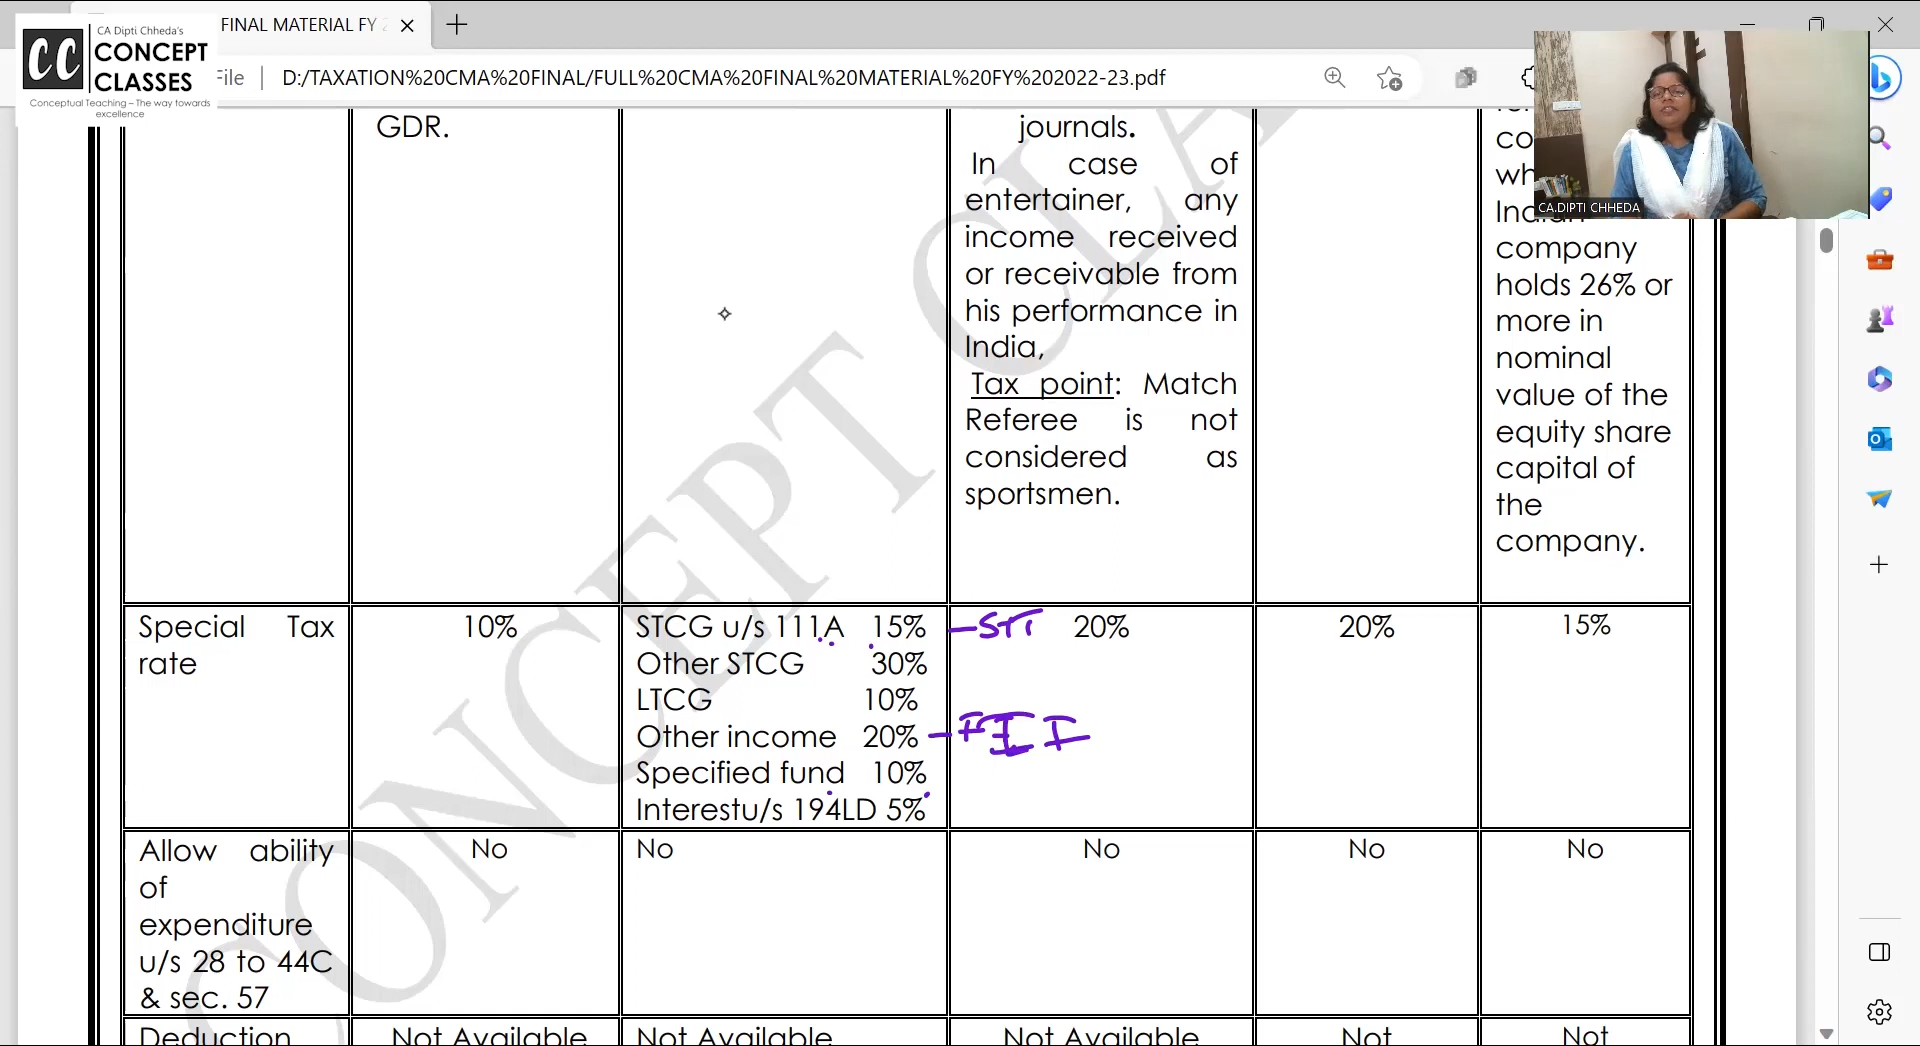 CA Dipti Chheda's
CC CONCEPT
CLASSES
Conceptual Teaching – The way towards
excellence
FINAL MATERIAL FY 2
File
D:/TAXATION%20CMA%20FINAL/FULL%20CMA%20FINAL%20MATERIAL%20FY%202022-23.pdf
CA.DIPTI CHHEDA
GDR.
journals.
In case of
entertainer, any
income received
or receivable from
his performance in
India,
Tax point: Match
Referee is not
considered as
sportsmen.
co
wh
Indian
company
holds 26% or
more in
nominal
value of the
equity share
capital of
the
company.
Special Tax
rate
10%
STCG u/s 111A 15%
Other STCG 30%
LTCG 10%
Other income 20%
Specified fund 10%
Interestu/s 194LD 5%
–STT
–FII
20%
20%
15%
Allow ability
of
expenditure
u/s 28 to 44C
& sec. 57
No
No
No
No
No
Deduction
Not Available
Not Available
Not Available
Not
Not
CONCEPT CLA